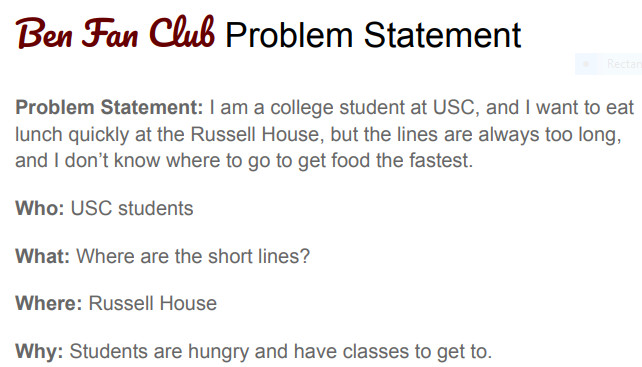 Ben Fan Club Problem Statement
Problem Statement: I am a college student at USC, and I want to eat
lunch quickly at the Russell House, but the lines are always too long,
and I don’t know where to go to get food the fastest.
Who: USC students
What: Where are the short lines?
Where: Russell House
Why: Students are hungry and have classes to get to.